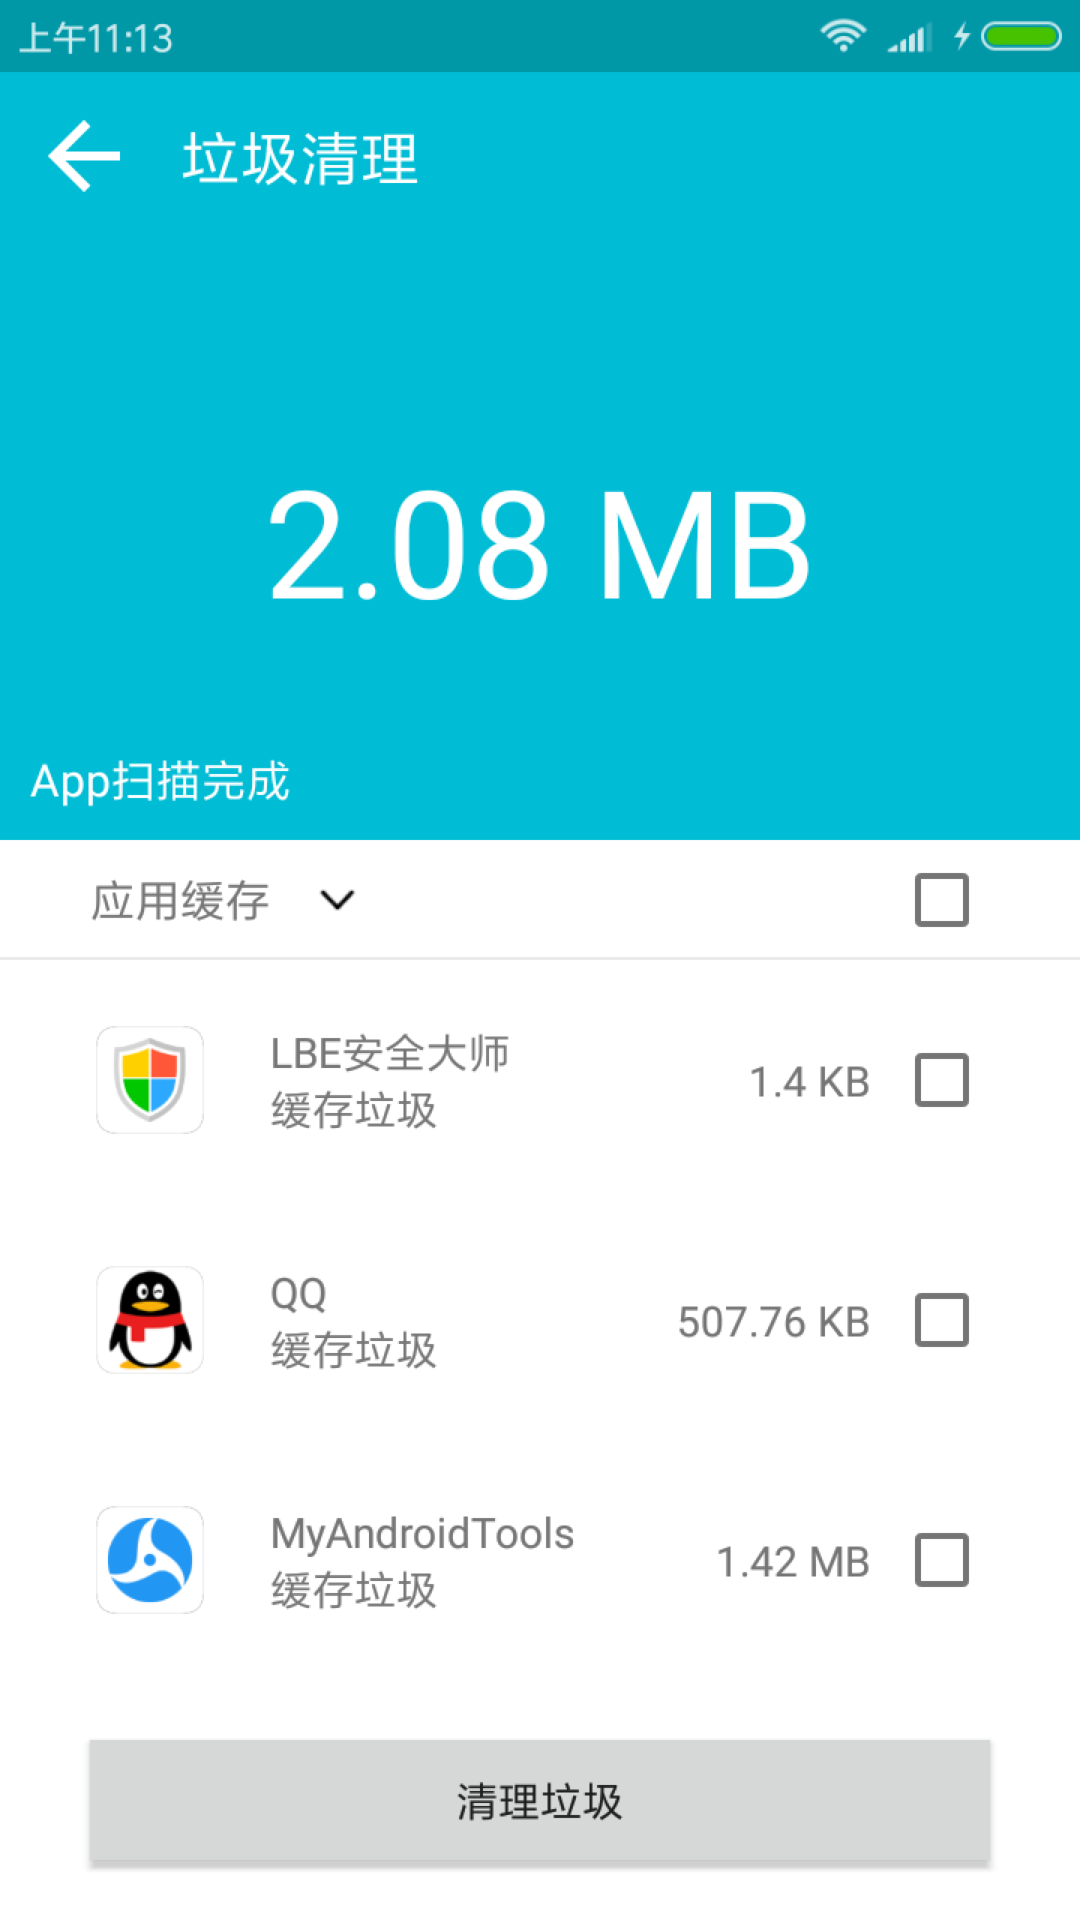 上午11:13
垃圾清理
2.08 MB
App扫描完成
应用缓存
LBE安全大师
缓存垃圾
1.4 KB
QQ
缓存垃圾
507.76 KB
MyAndroidTools
缓存垃圾
1.42 MB
清理垃圾